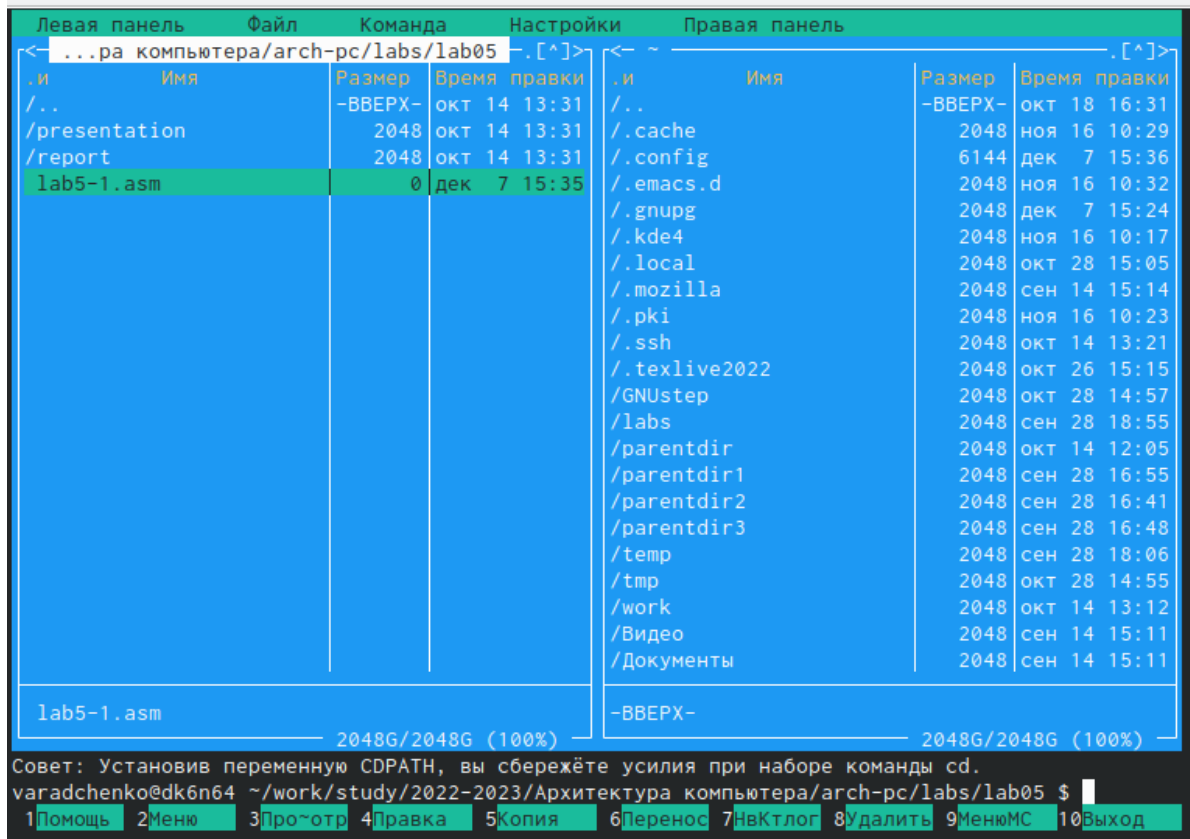 Левая панель Файл Команда Настройки Правая панель
<- ...ра компьютера/arch-pc/labs/lab05 -.[^]>
.и Имя Размер Время правки
/.. -ВВЕРХ- окт 14 13:31
/presentation 2048 окт 14 13:31
/report 2048 окт 14 13:31
lab5-1.asm 0 дек 7 15:35
lab5-1.asm
2048G/2048G (100%)
<- ~ .[^]>
.и Имя Размер Время правки
/.. -ВВЕРХ- окт 18 16:31
/.cache 2048 ноя 16 10:29
/.config 6144 дек 7 15:36
/.emacs.d 2048 ноя 16 10:32
/.gnupg 2048 дек 7 15:24
/.kde4 2048 ноя 16 10:17
/.local 2048 окт 28 15:05
/.mozilla 2048 сен 14 15:14
/.pki 2048 ноя 16 10:23
/.ssh 2048 окт 14 13:21
/.texlive2022 2048 окт 26 15:15
/GNUstep 2048 окт 28 14:57
/labs 2048 сен 28 18:55
/parentdir 2048 окт 14 12:05
/parentdir1 2048 сен 28 16:55
/parentdir2 2048 сен 28 16:41
/parentdir3 2048 сен 28 16:48
/temp 2048 сен 28 18:06
/tmp 2048 окт 28 14:55
/work 2048 окт 14 13:12
/Видео 2048 сен 14 15:11
/Документы 2048 сен 14 15:11
-ВВЕРХ-
2048G/2048G (100%)
Совет: Установив переменную CDPATH, вы сбережёте усилия при наборе команды cd.
varadchenko@dk6n64 ~/work/study/2022-2023/Архитектура компьютера/arch-pc/labs/lab05 $
1Помощь 2Меню 3Про~отр 4Правка 5Копия 6Перенос 7НвКтлог 8Удалить 9МенюMC 10Выход